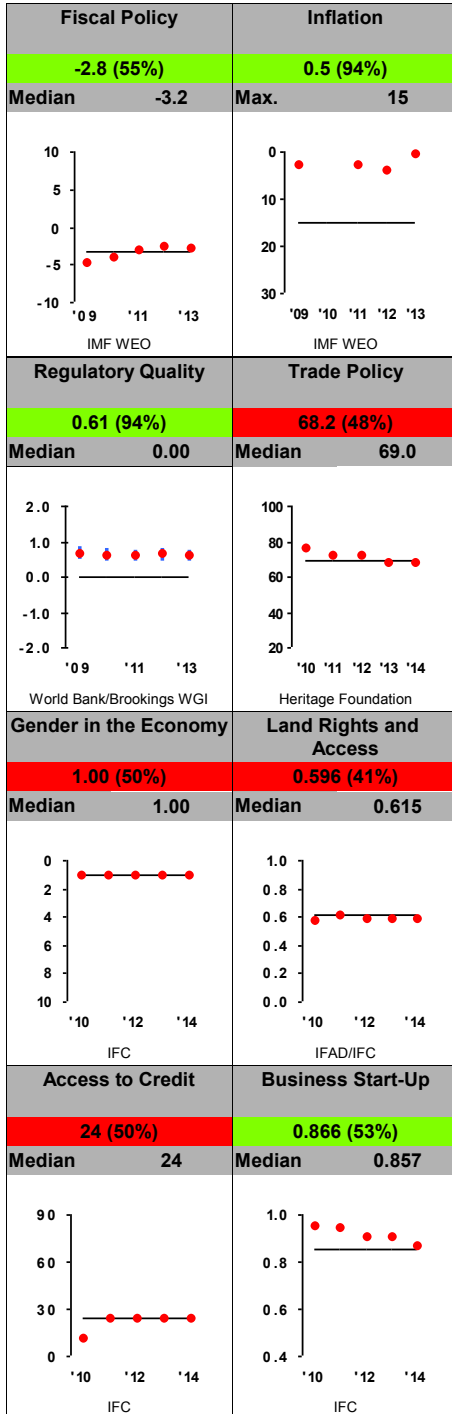 Fiscal Policy
-2.8 (55%)
Median -3.2
10
5
0
-5
-10
'09 '11 '13
IMF WEO
Inflation
0.5 (94%)
Max. 15
0
10
20
30
'09 '10 '11 '12 '13
IMF WEO
Regulatory Quality
0.61 (94%)
Median 0.00
2.0
1.0
0.0
-1.0
-2.0
'09 '11 '13
World Bank/Brookings WGI
Trade Policy
68.2 (48%)
Median 69.0
100
80
60
40
20
'10 '11 '12 '13 '14
Heritage Foundation
Gender in the Economy
1.00 (50%)
Median 1.00
0
2
4
6
8
10
'10 '12 '14
IFC
Land Rights and
Access
0.596 (41%)
Median 0.615
1.0
0.8
0.6
0.4
0.2
0.0
'10 '12 '14
IFAD/IFC
Access to Credit
24 (50%)
Median 24
90
60
30
0
'10 '12 '14
IFC
Business Start-Up
0.866 (53%)
Median 0.857
1.0
0.8
0.6
0.4
'10 '12 '14
IFC